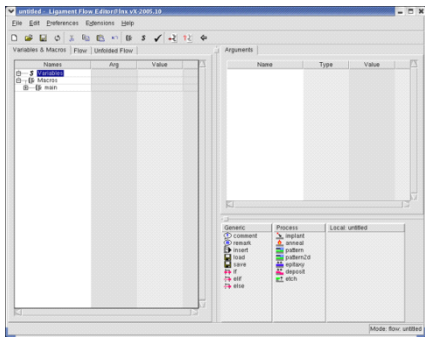 untitled - Ligament Flow Editor@lns vX-2005.10
File Edit Preferences Extensions Help
Variables & Macros Flow Unfolded Flow
Names Arg Value
$ Variables
Macros
main
Arguments
Name Type Value
Generic
comment
remark
insert
load
save
if
elif
else
Process
implant
anneal
pattern
pattern2d
epitaxy
deposit
etch
Local: untitled
Mode: flow: untitled